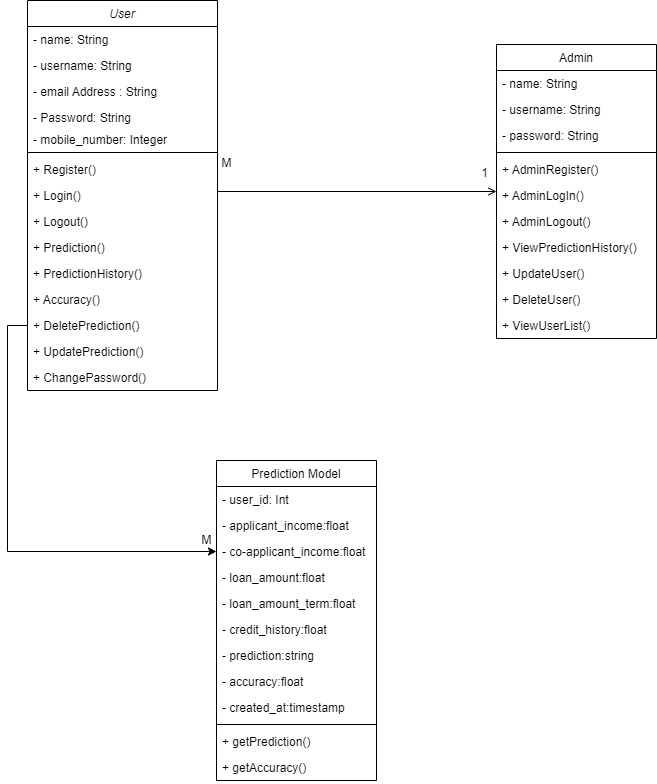 User
- name: String
- username: String
- email Address : String
- Password: String
- mobile_number: Integer
+ Register()
+ Login()
+ Logout()
+ Prediction()
+ PredictionHistory()
+ Accuracy()
+ DeletePrediction()
+ UpdatePrediction()
+ ChangePassword()
M
1
Admin
- name: String
- username: String
- password: String
+ AdminRegister()
+ AdminLogIn()
+ AdminLogout()
+ ViewPredictionHistory()
+ UpdateUser()
+ DeleteUser()
+ ViewUserList()
M
Prediction Model
- user_id: Int
- applicant_income:float
- co-applicant_income:float
- loan_amount:float
- loan_amount_term:float
- credit_history:float
- prediction:string
- accuracy:float
- created_at:timestamp
+ getPrediction()
+ getAccuracy()